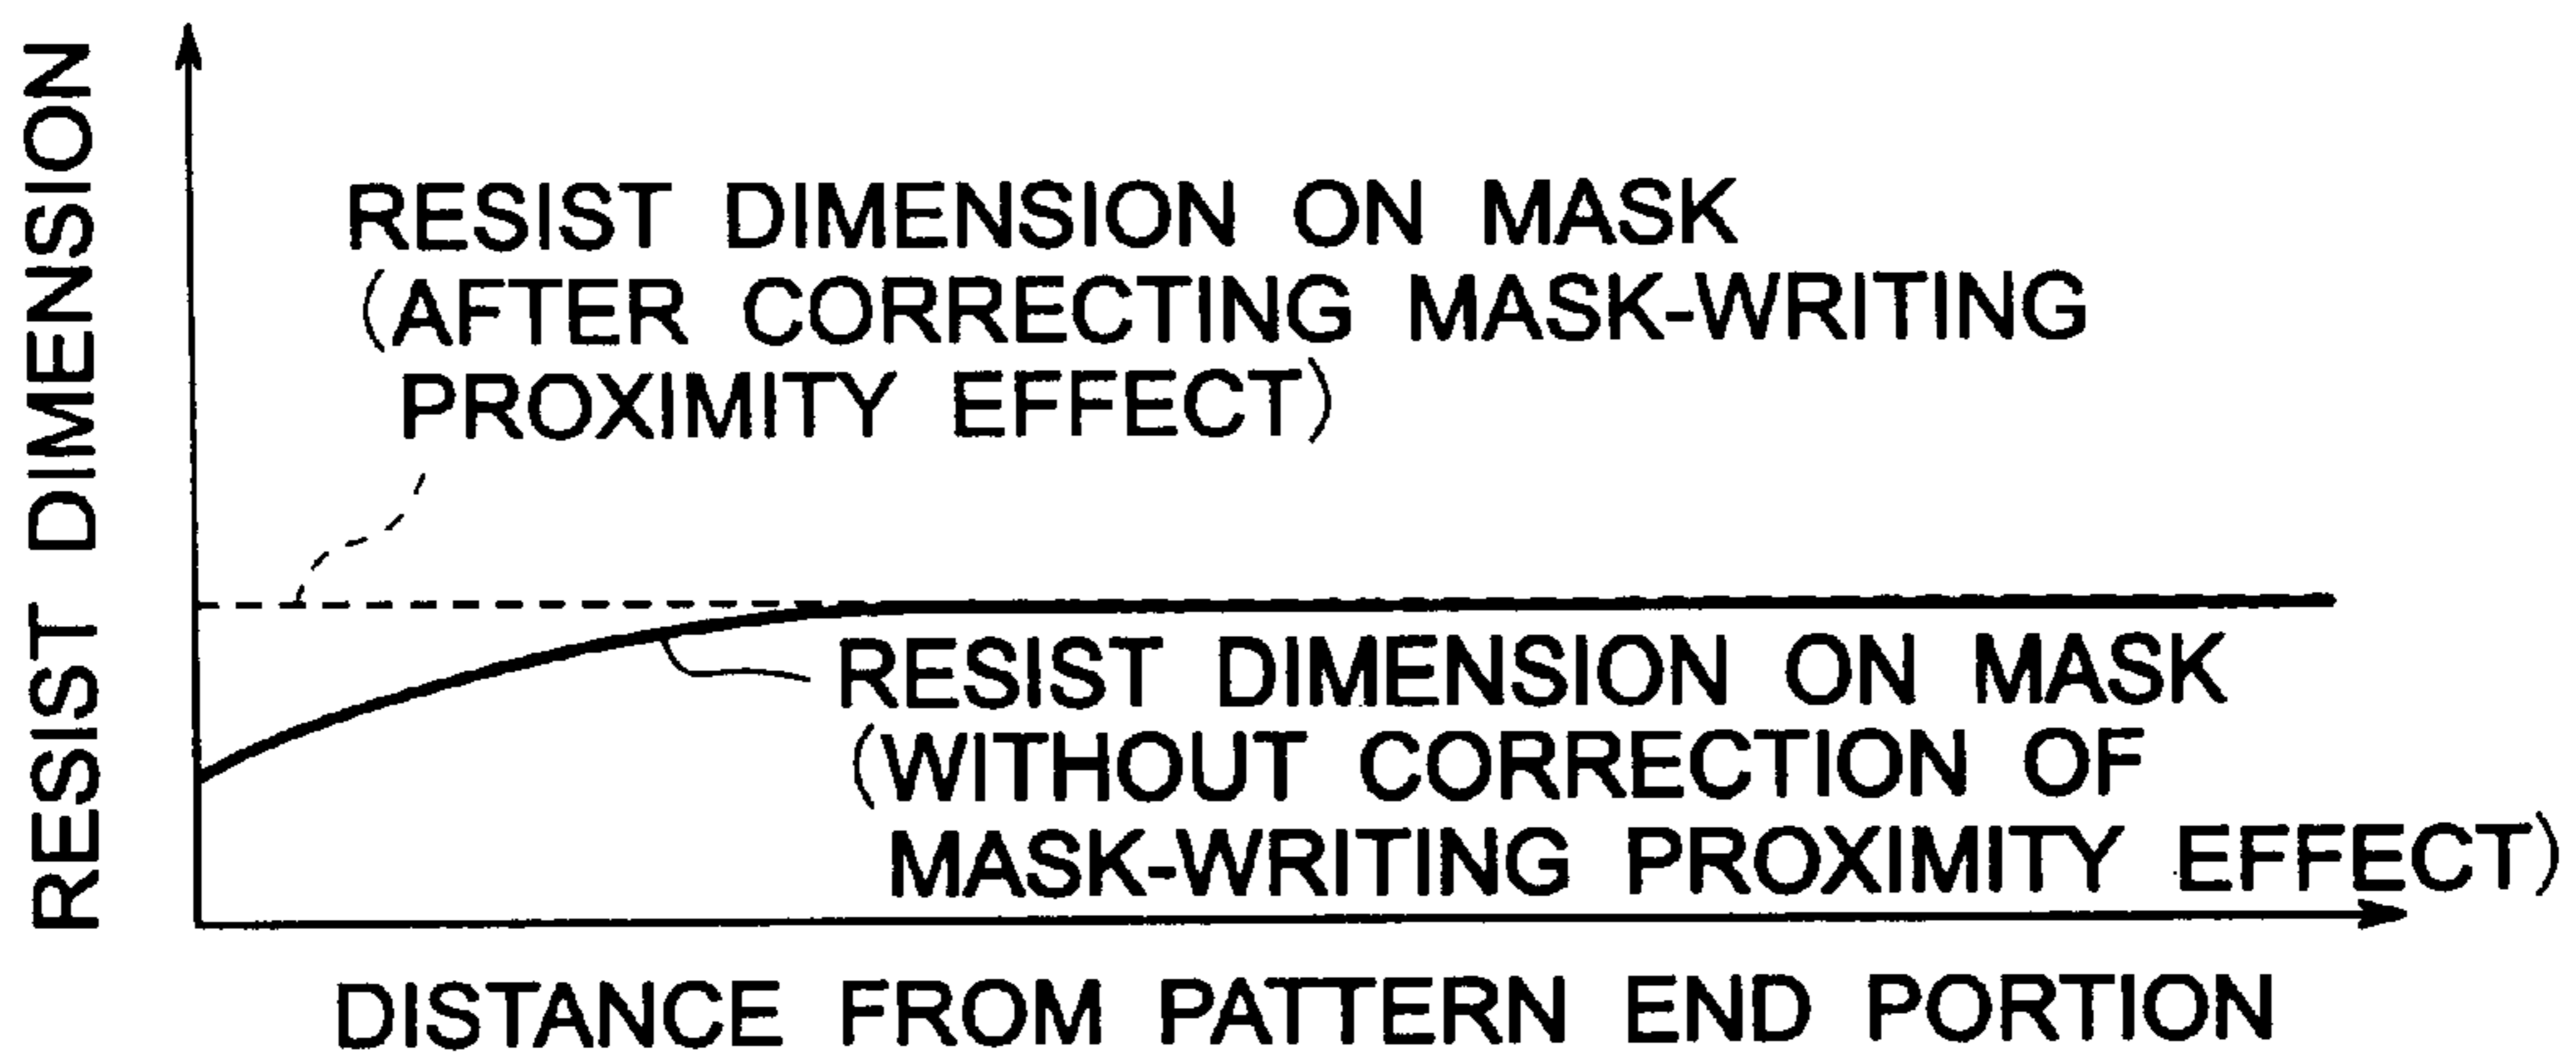 RESIST DIMENSION
RESIST DIMENSION ON MASK
(AFTER CORRECTING MASK-WRITING
PROXIMITY EFFECT)
RESIST DIMENSION ON MASK
(WITHOUT CORRECTION OF
MASK-WRITING PROXIMITY EFFECT)
DISTANCE FROM PATTERN END PORTION